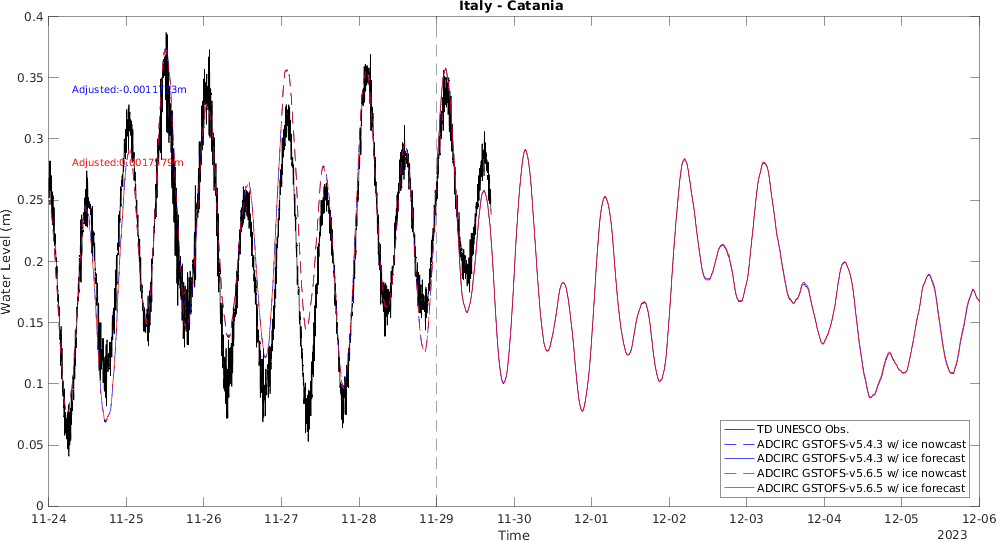 Italy - Catania
0.4
0.35
0.3
0.25
0.2
0.15
0.1
0.05
0
Water Level (m)
11-24 11-25 11-26 11-27 11-28 11-29 11-30 12-01 12-02 12-03 12-04 12-05 12-06
Time
2023
TD UNESCO Obs.
ADCIRC GSTOFS-v5.4.3 w/ ice nowcast
ADCIRC GSTOFS-v5.4.3 w/ ice forecast
ADCIRC GSTOFS-v5.6.5 w/ ice nowcast
ADCIRC GSTOFS-v5.6.5 w/ ice forecast